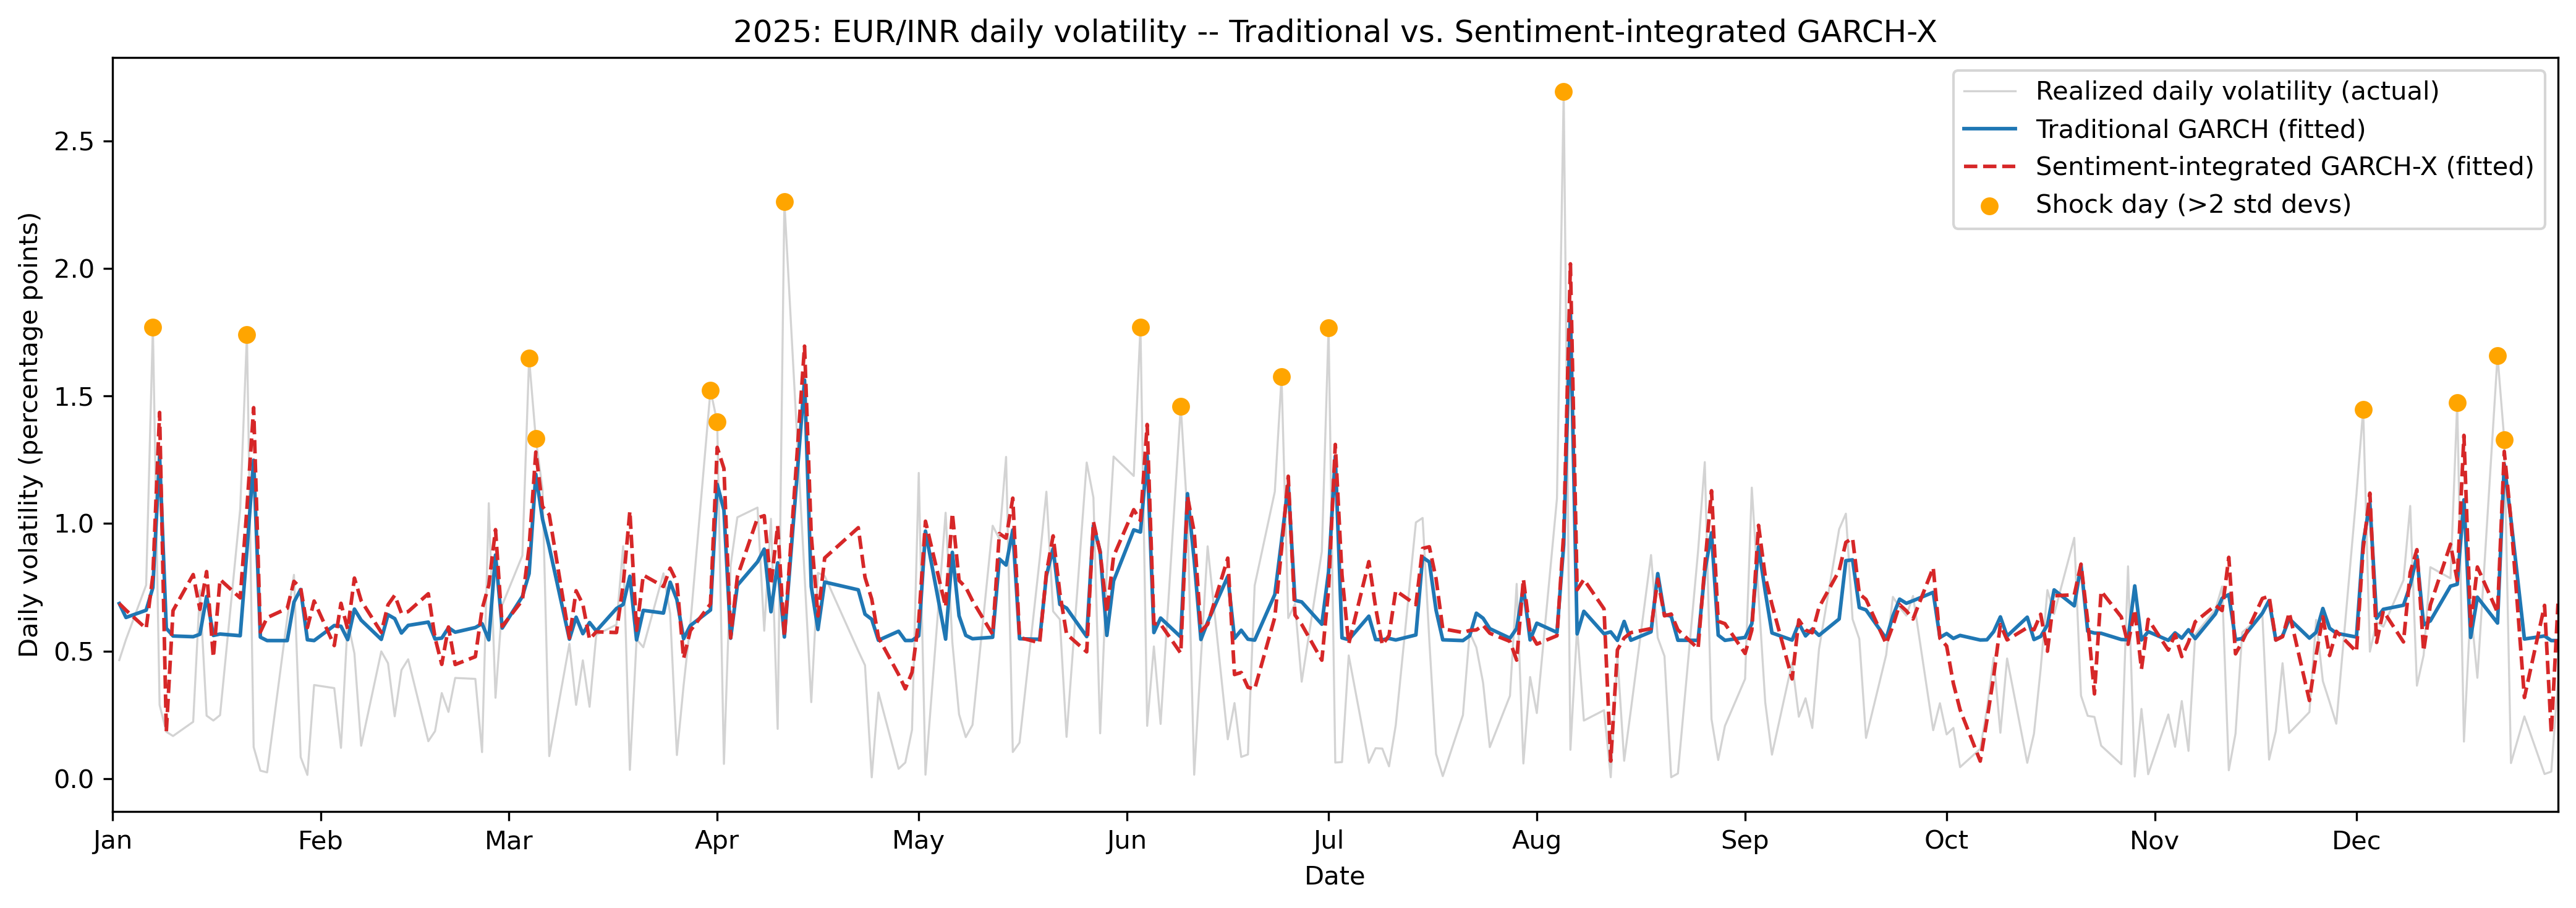 2025: EUR/INR daily volatility -- Traditional vs. Sentiment-integrated GARCH-X
Realized daily volatility (actual)
Traditional GARCH (fitted)
Sentiment-integrated GARCH-X (fitted)
Shock day (>2 std devs)
Daily volatility (percentage points)
2.5
2.0
1.5
1.0
0.5
0.0
Jan Feb Mar Apr May Jun Jul Aug Sep Oct Nov Dec
Date